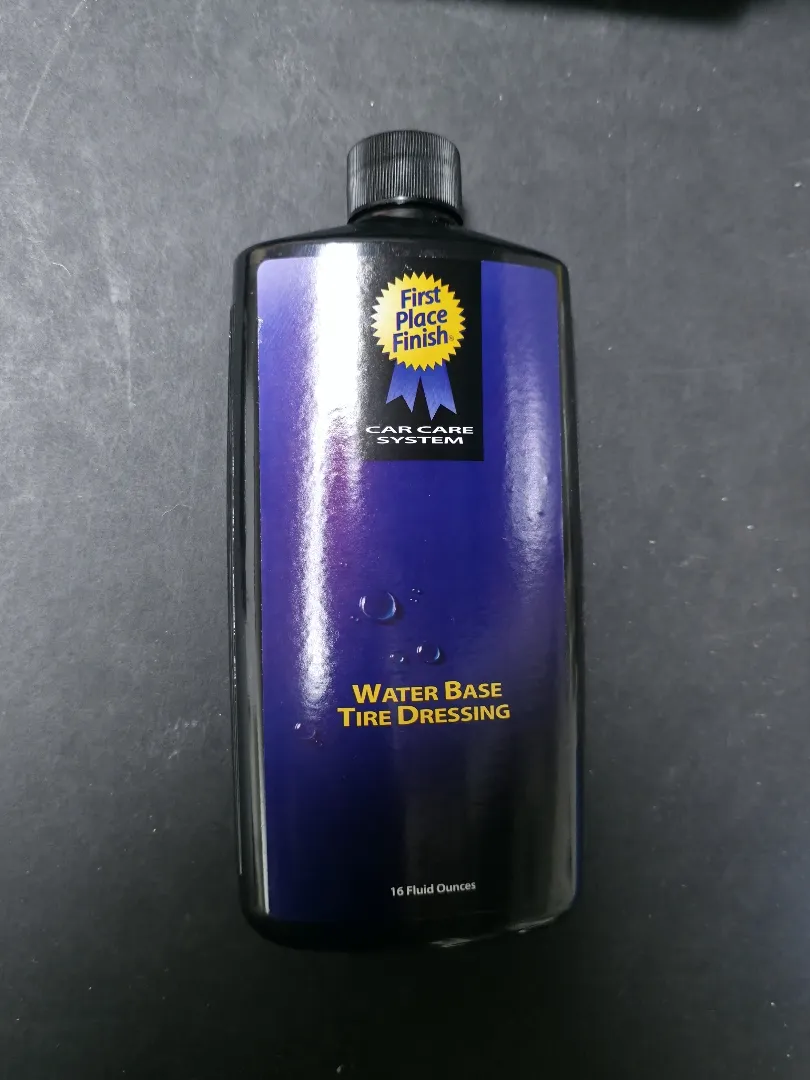 First
Place
Finish®
CAR CARE
SYSTEM
WATER BASE
TIRE DRESSING
16 Fluid Ounces